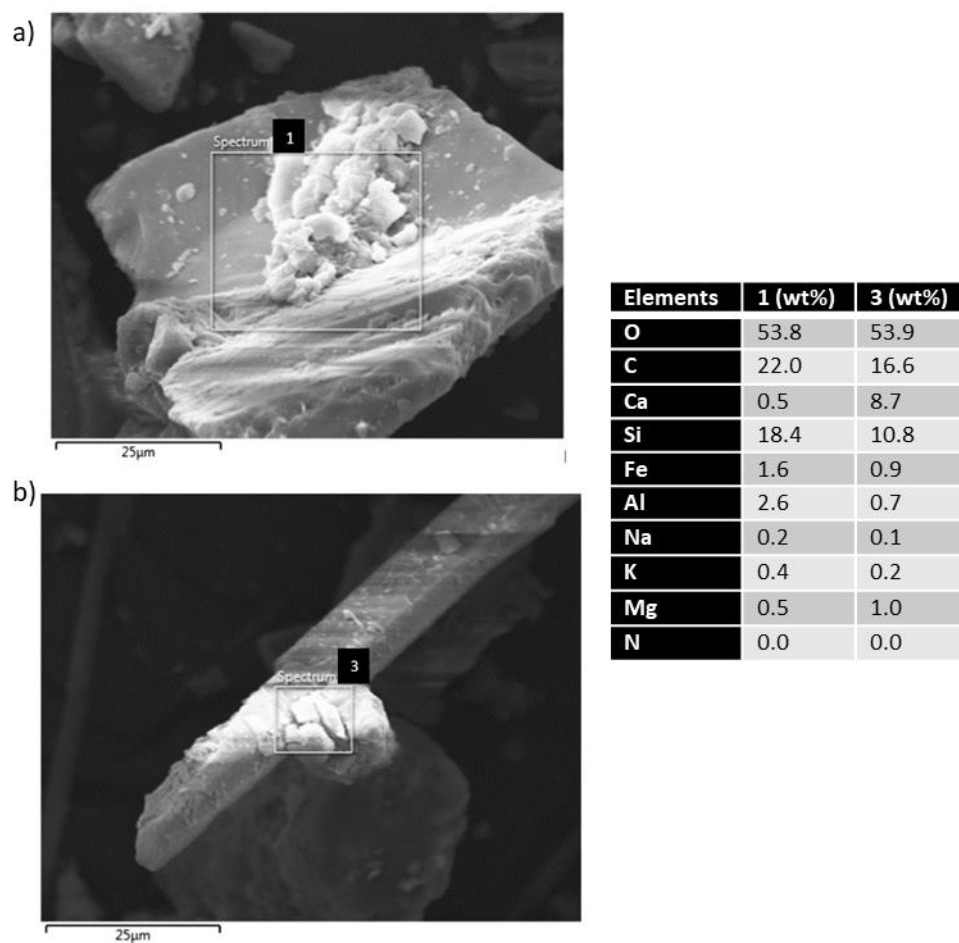 a)
Spectrum 1
25µm
b)
Spectrum 3
25µm
Elements 1 (wt%) 3 (wt%)
O 53.8 53.9
C 22.0 16.6
Ca 0.5 8.7
Si 18.4 10.8
Fe 1.6 0.9
Al 2.6 0.7
Na 0.2 0.1
K 0.4 0.2
Mg 0.5 1.0
N 0.0 0.0